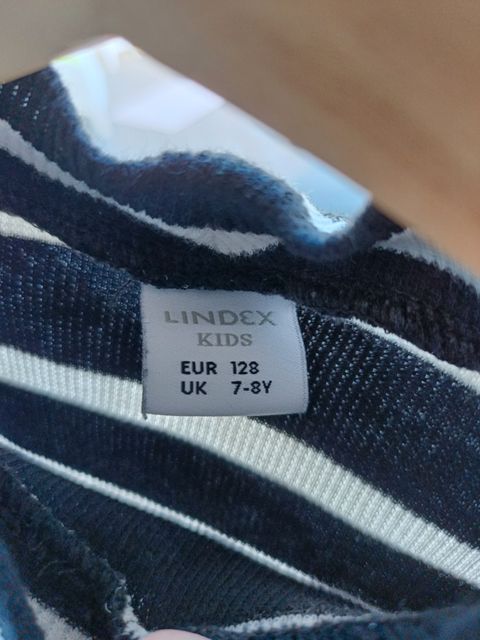 LINDEX
KIDS
EUR 128
UK 7-8Y